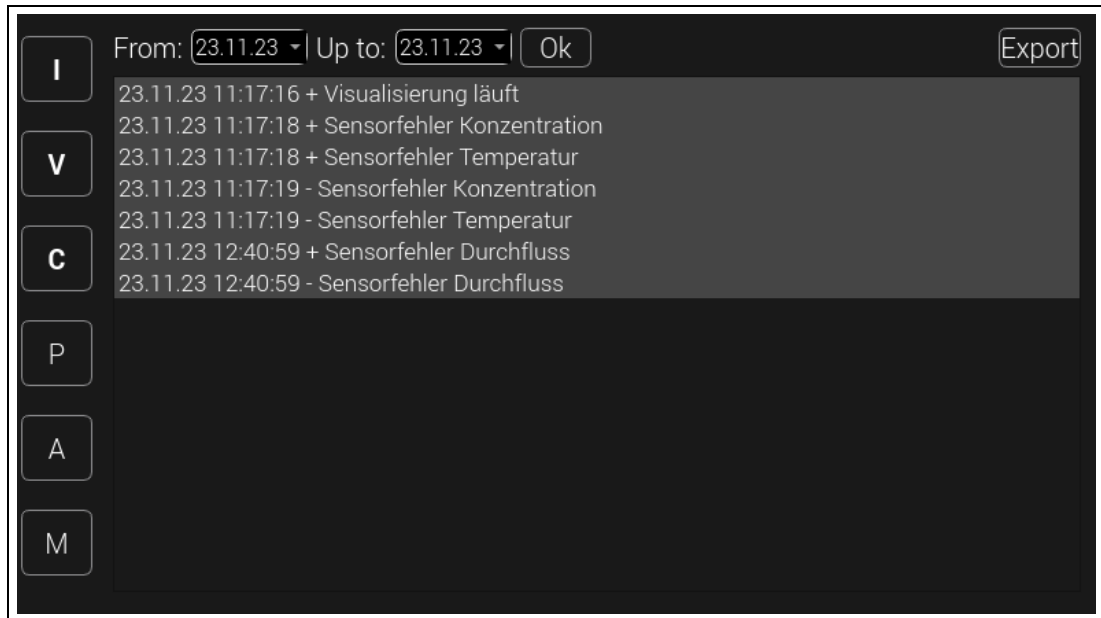 From: 23.11.23 Up to: 23.11.23 Ok Export
I
23.11.23 11:17:16 + Visualisierung läuft
23.11.23 11:17:18 + Sensorfehler Konzentration
V
23.11.23 11:17:18 + Sensorfehler Temperatur
23.11.23 11:17:19 - Sensorfehler Konzentration
23.11.23 11:17:19 - Sensorfehler Temperatur
C
23.11.23 12:40:59 + Sensorfehler Durchfluss
23.11.23 12:40:59 - Sensorfehler Durchfluss
P
A
M